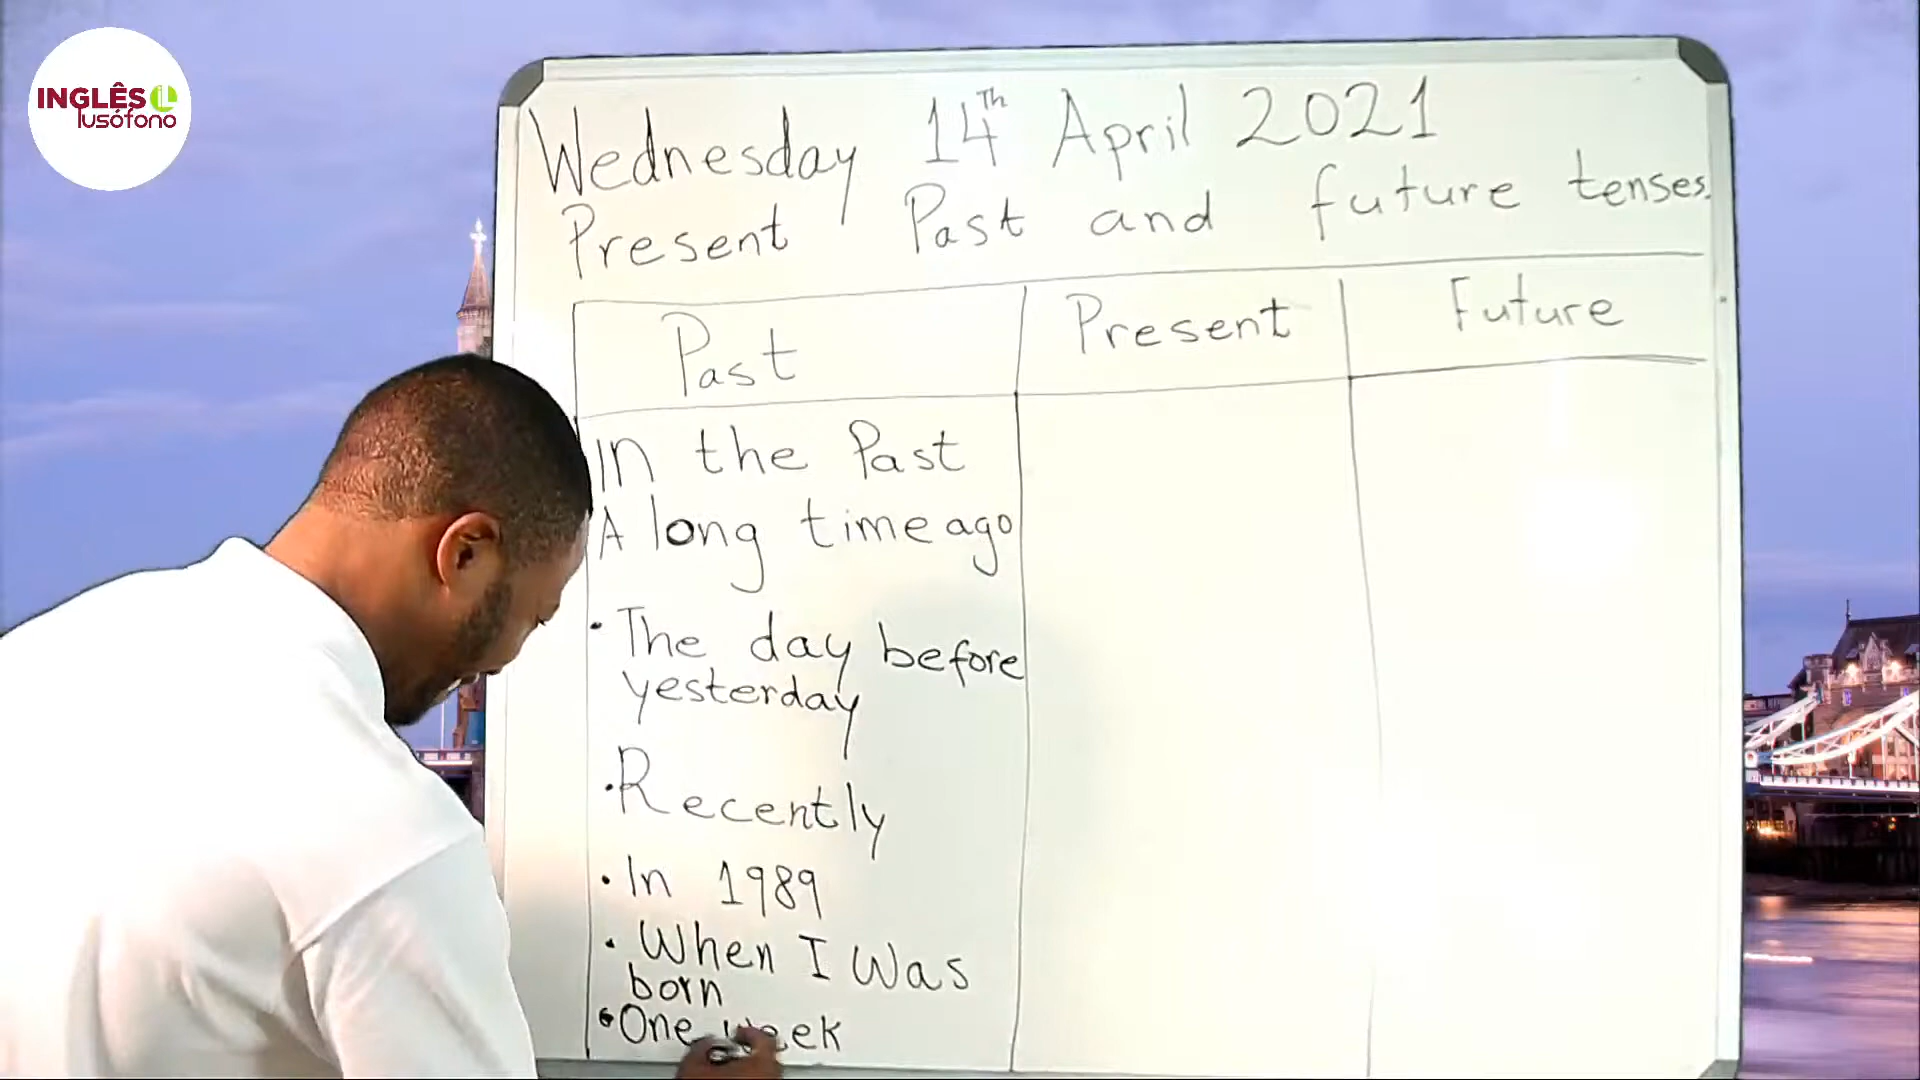 INGLÊS
lusófono
Wednesday 14Th April 2021
Present Past and future tenses.
Past Present Future
In the Past
A long time ago
• The day before
yesterday
• Recently
• In 1989
• When I Was
born
• One week